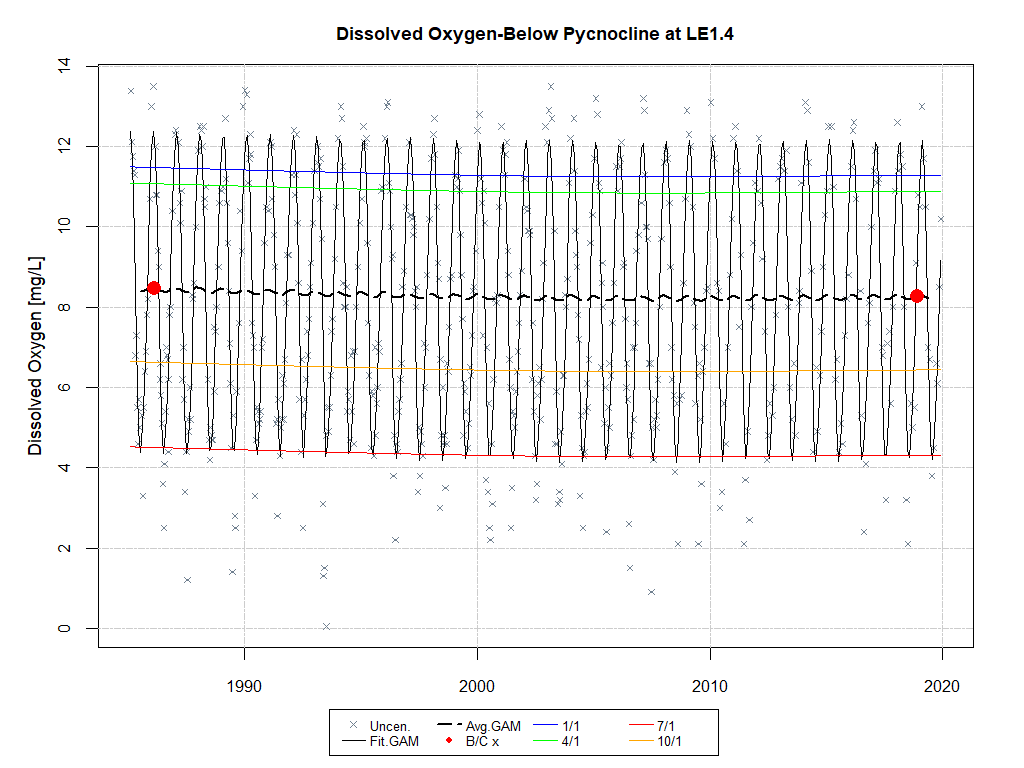 Dissolved Oxygen-Below Pycnocline at LE1.4
Dissolved Oxygen [mg/L]
14
12
10
8
6
4
2
0
1990 2000 2010 2020
Uncen. Avg.GAM 1/1 7/1
Fit.GAM B/C x 4/1 10/1